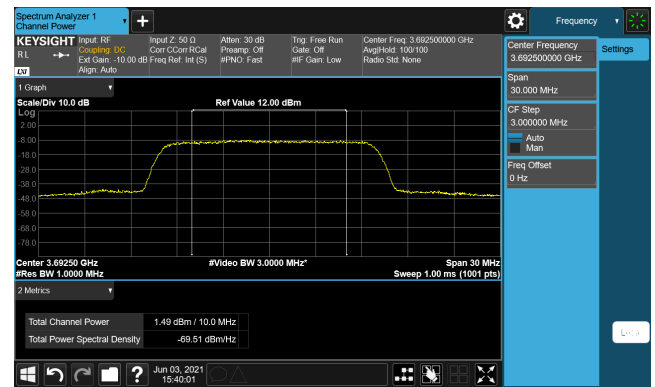 Spectrum Analyzer 1
Channel Power
Frequency
KEYSIGHT
RL
LXI
Input: RF
Coupling: DC
Ext Gain: -10.00 dB
Align: Auto
Input Z: 50 Ω
Corr CCorr RCal
Freq Ref: Int (S)
Atten: 30 dB
Preamp: Off
#PNO: Fast
Trig: Free Run
Gate: Off
#IF Gain: Low
Center Freq: 3.692500000 GHz
Avg|Hold: 100/100
Radio Std: None
Center Frequency
3.692500000 GHz
Settings
Span
30.000 MHz
CF Step
3.000000 MHz
Auto
Man
Freq Offset
0 Hz
1 Graph
Scale/Div 10.0 dB
Ref Value 12.00 dBm
Log
2.00
-8.00
-18.0
-28.0
-38.0
-48.0
-58.0
-68.0
-78.0
Center 3.69250 GHz
#Video BW 3.0000 MHz*
Span 30 MHz
#Res BW 1.0000 MHz
Sweep 1.00 ms (1001 pts)
2 Metrics
Total Channel Power 1.49 dBm / 10.0 MHz
Total Power Spectral Density -69.51 dBm/Hz
Jun 03, 2021
15:40:01